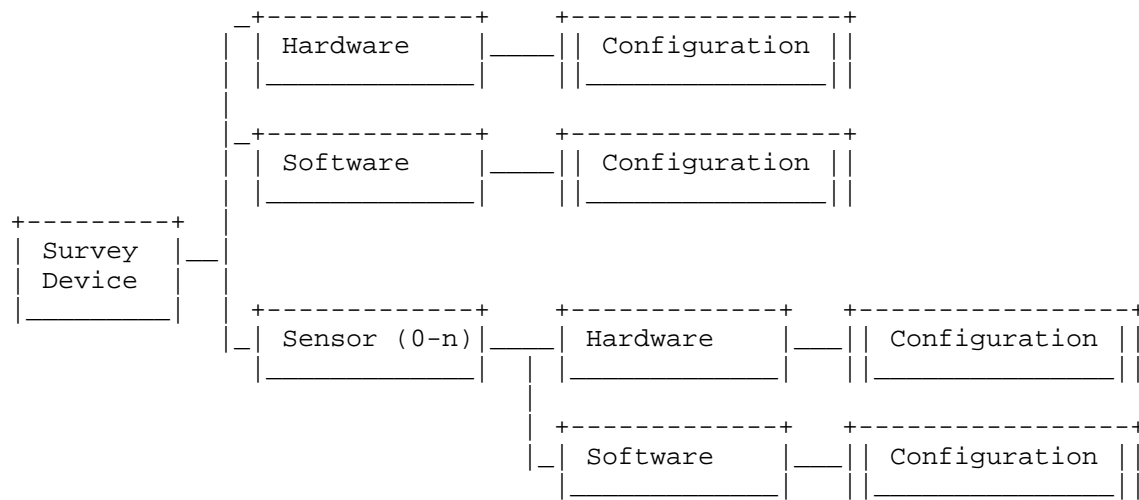 Hardware Configuration
Software Configuration
Survey
Device
Sensor (0-n) Hardware Configuration
Software Configuration